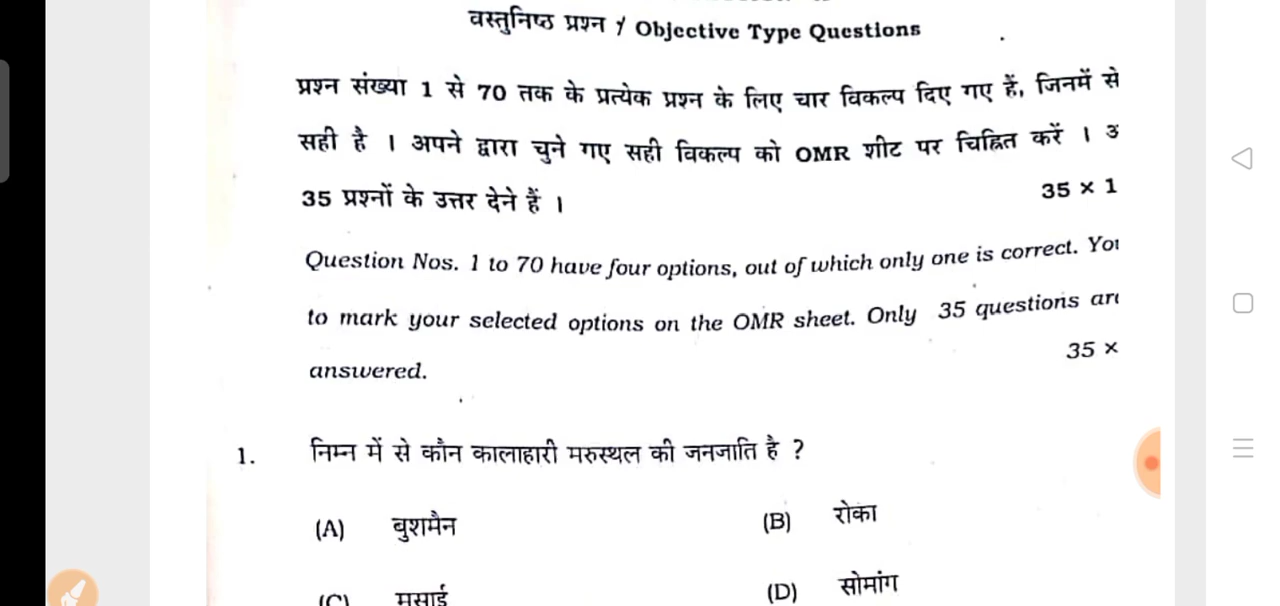 वस्तुनिष्ठ प्रश्न / Objective Type Questions
प्रश्न संख्या 1 से 70 तक के प्रत्येक प्रश्न के लिए चार विकल्प दिए गए हैं, जिनमें से
सही है । अपने द्वारा चुने गए सही विकल्प को OMR शीट पर चिह्नित करें ।
35 प्रश्नों के उत्तर देने हैं । 35 × 1
Question Nos. 1 to 70 have four options, out of which only one is correct. You
to mark your selected options on the OMR sheet. Only 35 questions are
answered. 35 ×
1. निम्न में से कौन कालाहारी मरुस्थल की जनजाति है ?
(A) बुशमैन (B) रोका
(C) मसाई (D) सोमांग